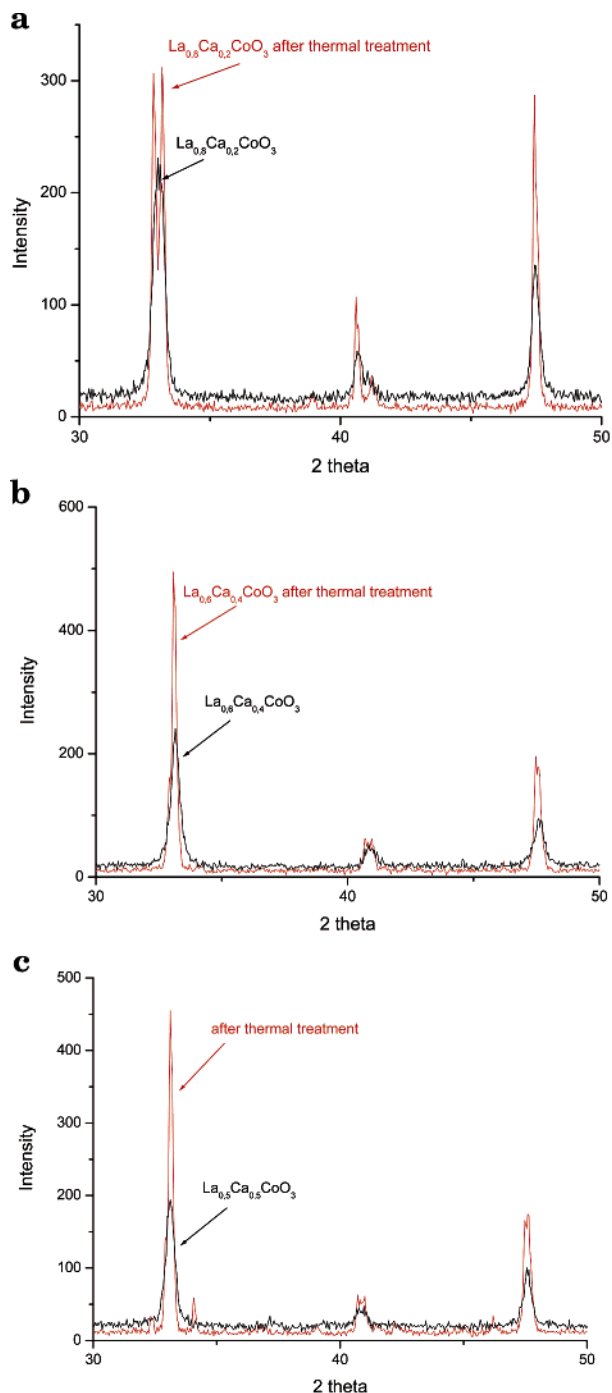 a
La0,8Ca0,2CoO3 after thermal treatment
La0,8Ca0,2CoO3
300
200
100
0
Intensity
30
40
50
2 theta
b
600
400
200
0
Intensity
La0,6Ca0,4CoO3 after thermal treatment
La0,6Ca0,4CoO3
30
40
50
2 theta
c
500
400
300
200
100
0
Intensity
after thermal treatment
La0,5Ca0,5CoO3
30
40
50
2 theta